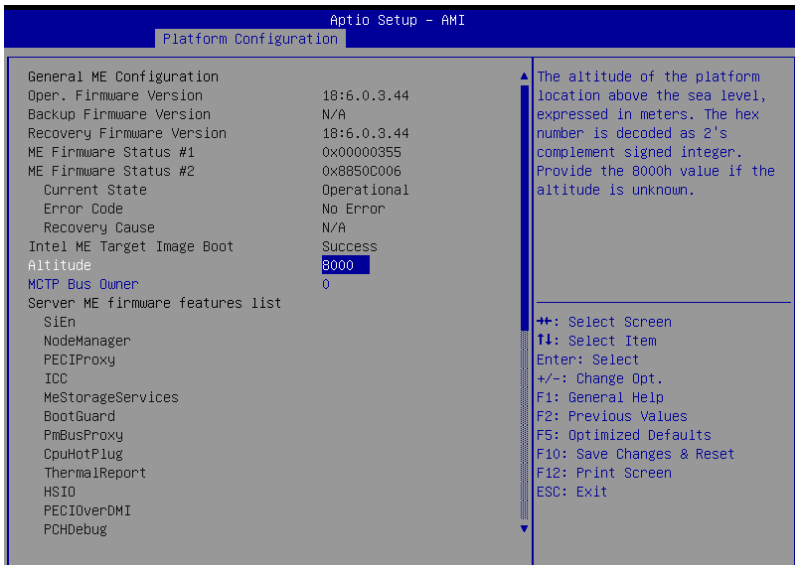 Aptio Setup – AMI
Platform Configuration
General ME Configuration
Oper. Firmware Version 18:6.0.3.44
Backup Firmware Version N/A
Recovery Firmware Version 18:6.0.3.44
ME Firmware Status #1 0x00000355
ME Firmware Status #2 0x8850C006
Current State Operational
Error Code No Error
Recovery Cause N/A
Intel ME Target Image Boot Success
Altitude 8000
MCTP Bus Owner 0
Server ME firmware features list
SiEn
NodeManager
PECIProxy
ICC
MeStorageServices
BootGuard
PmBusProxy
CpuHotPlug
ThermalReport
HSIO
PECIOverDMI
PCHDebug
The altitude of the platform
location above the sea level,
expressed in meters. The hex
number is decoded as 2's
complement signed integer.
Provide the 8000h value if the
altitude is unknown.
→←: Select Screen
↑↓: Select Item
Enter: Select
+/-: Change Opt.
F1: General Help
F2: Previous Values
F5: Optimized Defaults
F10: Save Changes & Reset
F12: Print Screen
ESC: Exit